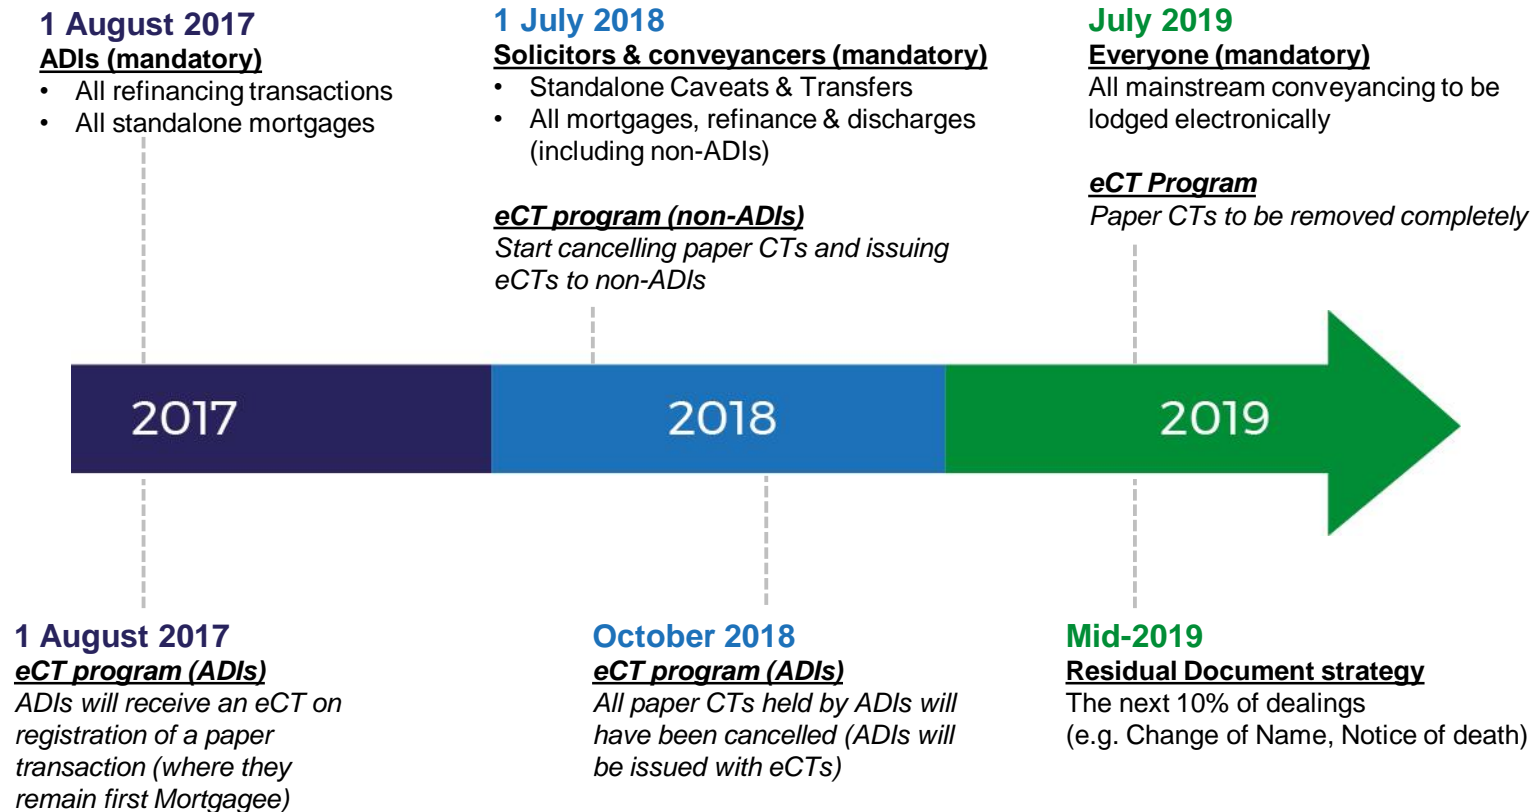 1 August 2017
ADIs (mandatory)
• All refinancing transactions
• All standalone mortgages
1 July 2018
Solicitors & conveyancers (mandatory)
• Standalone Caveats & Transfers
• All mortgages, refinance & discharges
(including non-ADIs)
eCT program (non-ADIs)
Start cancelling paper CTs and issuing
eCTs to non-ADIs
July 2019
Everyone (mandatory)
All mainstream conveyancing to be
lodged electronically
eCT Program
Paper CTs to be removed completely
2017
2018
2019
1 August 2017
eCT program (ADIs)
ADIs will receive an eCT on
registration of a paper
transaction (where they
remain first Mortgagee)
October 2018
eCT program (ADIs)
All paper CTs held by ADIs will
have been cancelled (ADIs will
be issued with eCTs)
Mid-2019
Residual Document strategy
The next 10% of dealings
(e.g. Change of Name, Notice of death)